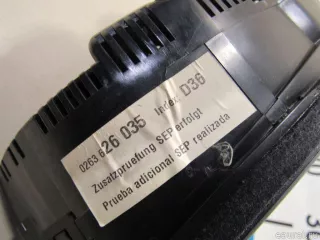 0263 626 035 Index D36
Zusatzpruefung SEP erfolgt
Prueba adicional SEP realizada